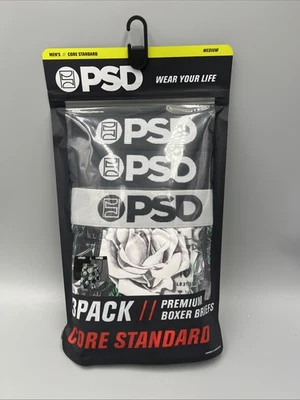 MEN'S // CORE STANDARD
MEDIUM
PSD
WEAR YOUR LIFE
PSD
PSD
PSD
3PACK // PREMIUM
BOXER BRIEFS
CORE STANDARD